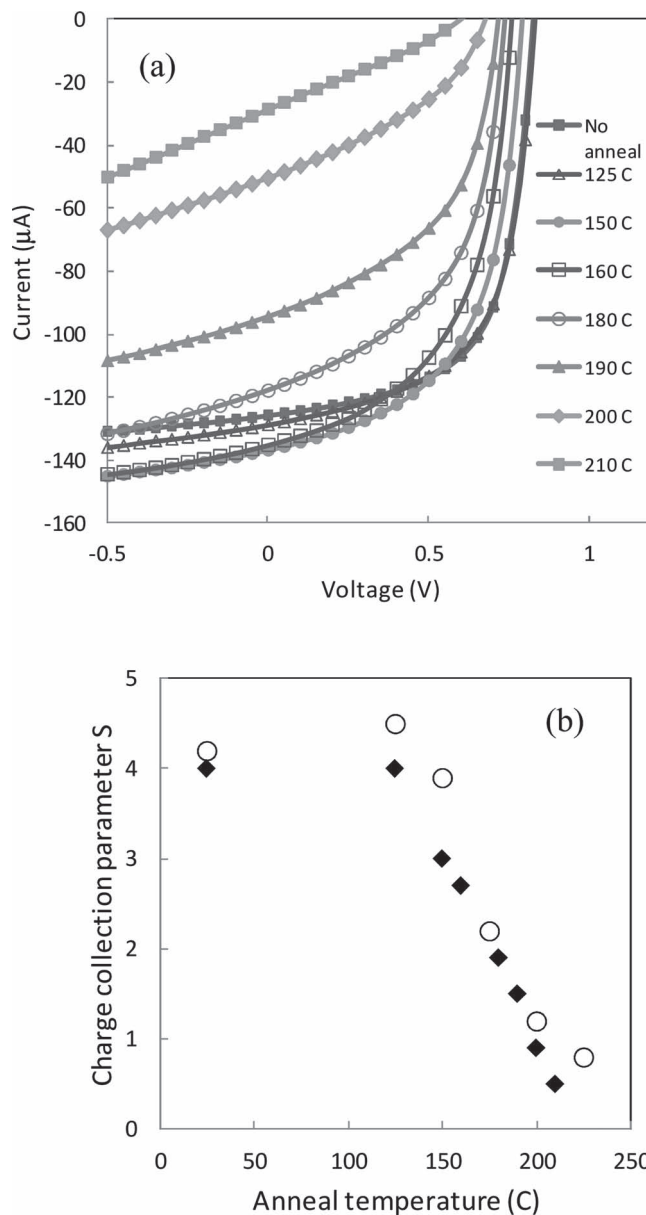 0
-20
-40
-60
-80
-100
-120
-140
-160
Current (µA)
(a)
-0.5
0
0.5
1
Voltage (V)
No
anneal
125 C
150 C
160 C
180 C
190 C
200 C
210 C
5
4
3
2
1
0
Charge collection parameter S
(b)
0
50
100
150
200
250
Anneal temperature (C)